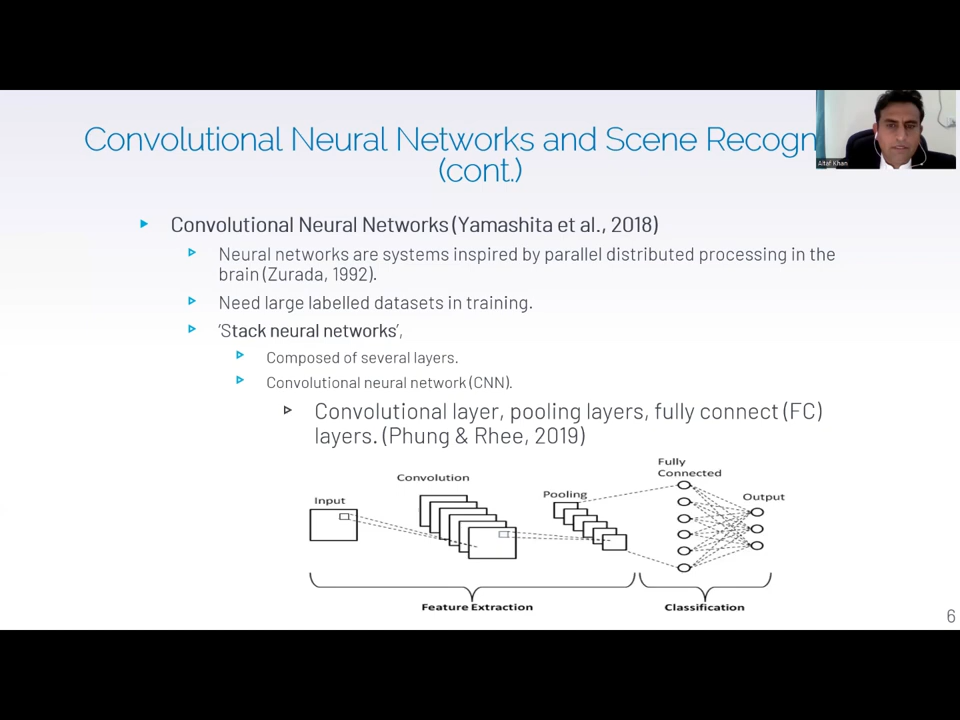 Convolutional Neural Networks and Scene Recogn
(cont.)
Altaf Khan
Convolutional Neural Networks (Yamashita et al., 2018)
Neural networks are systems inspired by parallel distributed processing in the
brain (Zurada, 1992).
Need large labelled datasets in training.
‘Stack neural networks’,
Composed of several layers.
Convolutional neural network (CNN).
Convolutional layer, pooling layers, fully connect (FC)
layers. (Phung & Rhee, 2019)
Input
Convolution
Pooling
Fully
Connected
Output
Feature Extraction
Classification
6